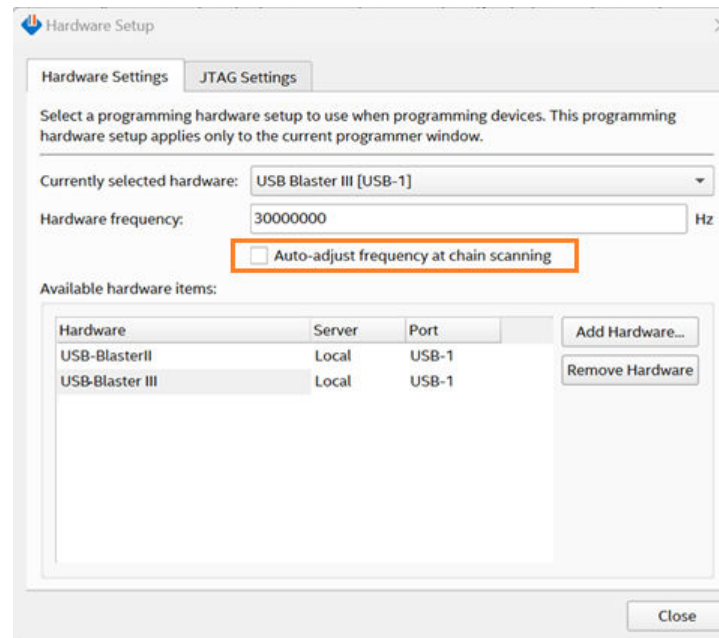 Hardware Setup
Hardware Settings
JTAG Settings
Select a programming hardware setup to use when programming devices. This programming
hardware setup applies only to the current programmer window.
Currently selected hardware: USB Blaster III [USB-1]
Hardware frequency: 30000000 Hz
Auto-adjust frequency at chain scanning
Available hardware items:
Hardware Server Port
USB-BlasterII Local USB-1
USB-Blaster III Local USB-1
Add Hardware...
Remove Hardware
Close